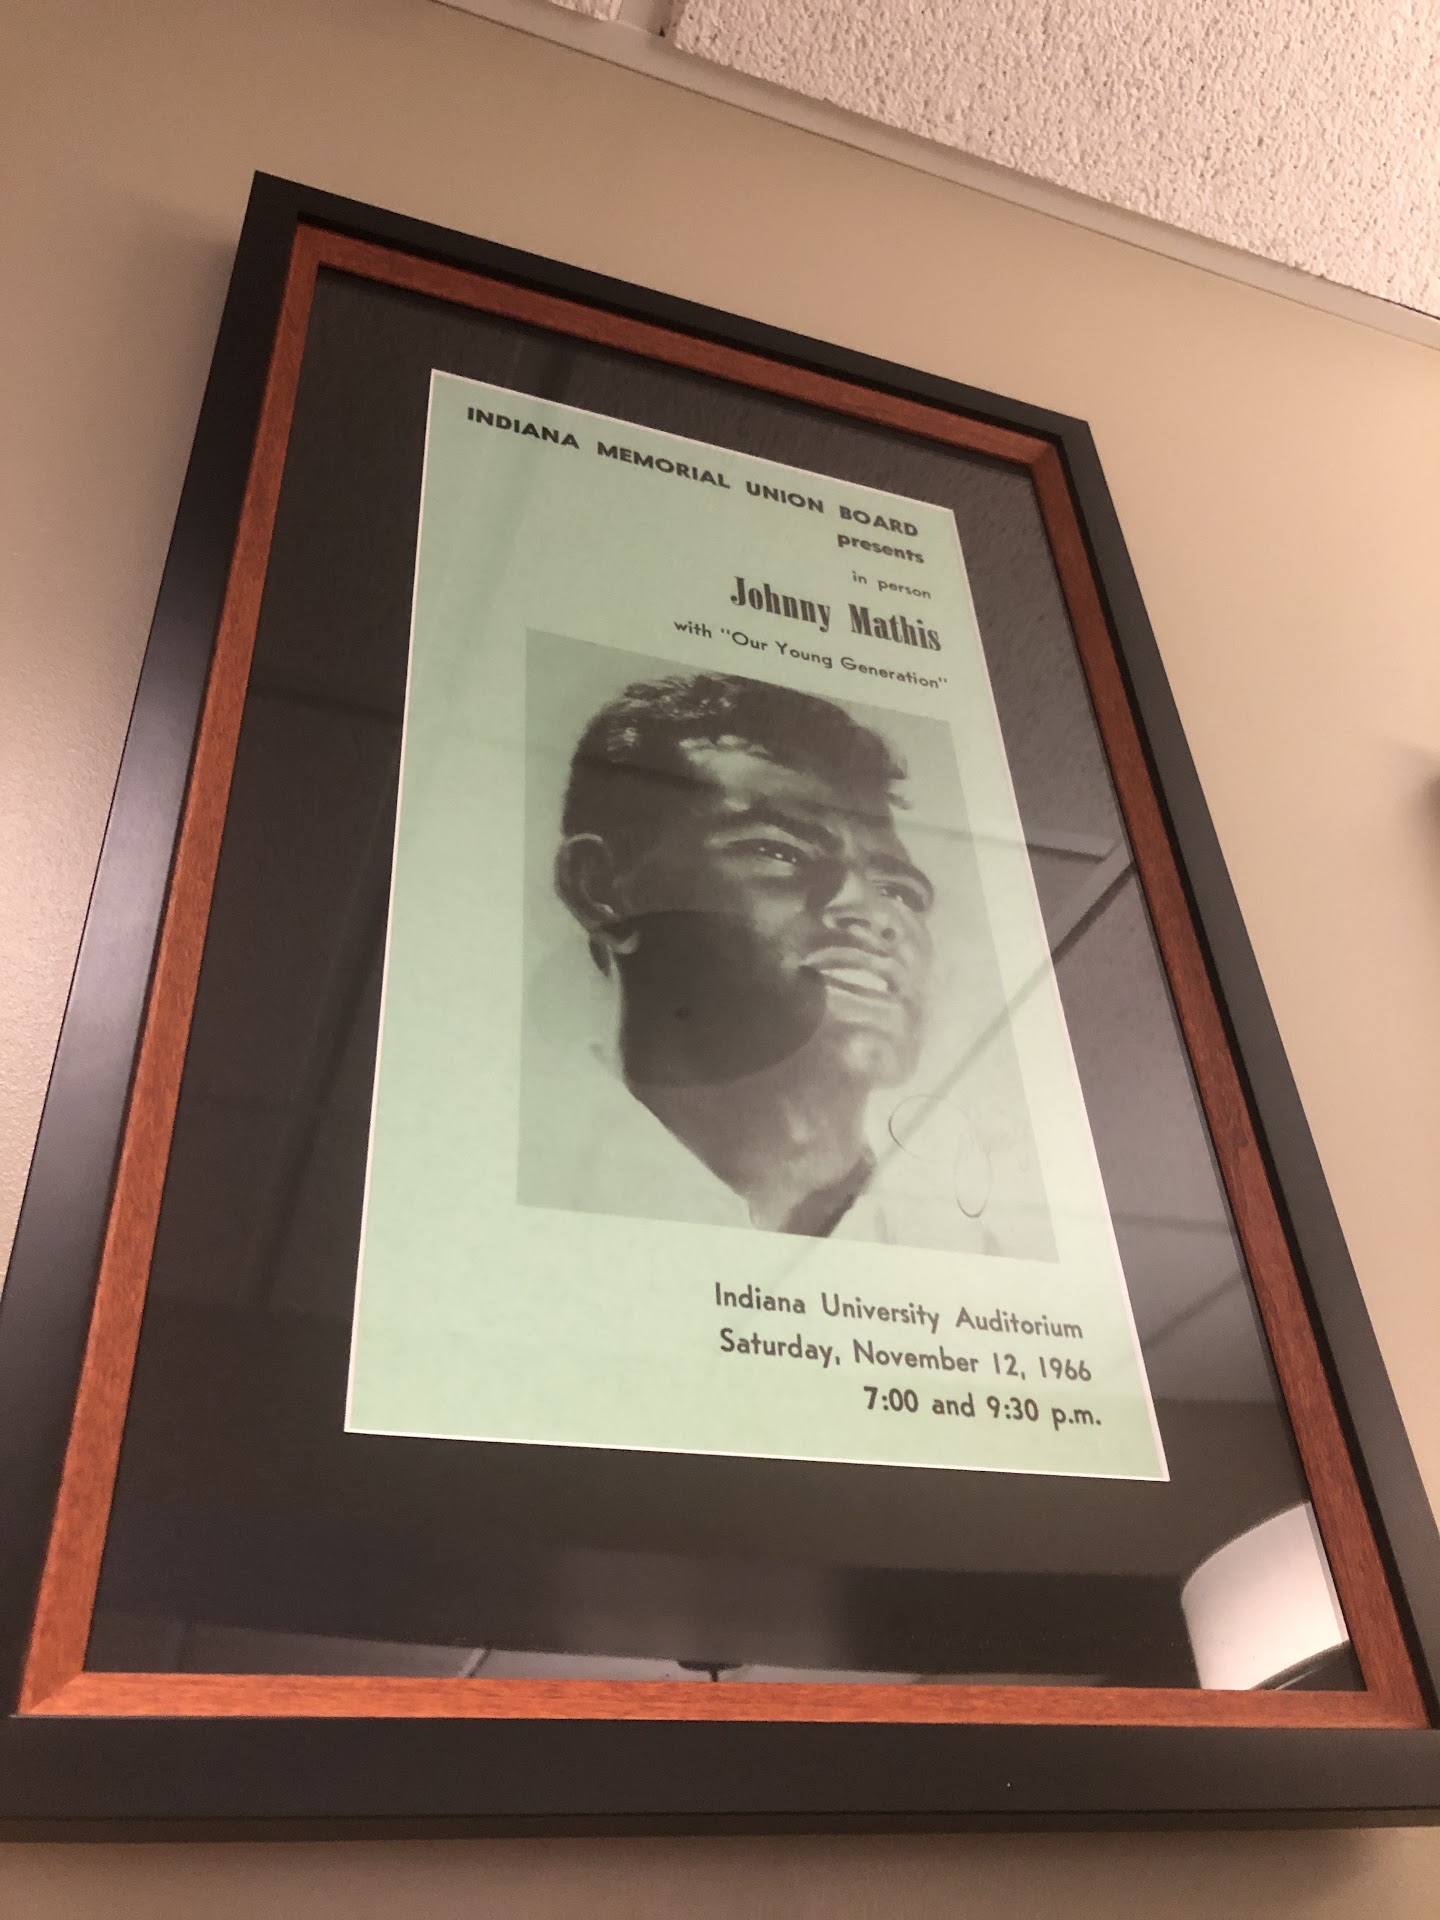 INDIANA MEMORIAL UNION BOARD
presents
in person
Johnny Mathis
with "Our Young Generation"
Indiana University Auditorium
Saturday, November 12, 1966
7:00 and 9:30 p.m.